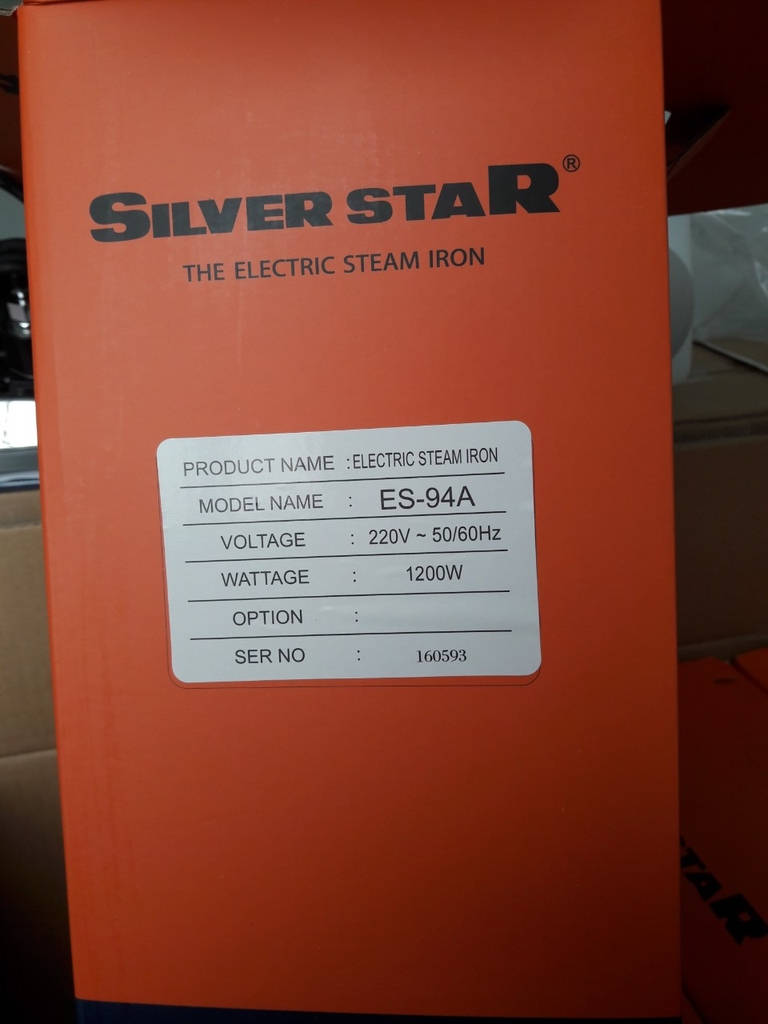 SILVER STAR®
THE ELECTRIC STEAM IRON
PRODUCT NAME : ELECTRIC STEAM IRON
MODEL NAME : ES-94A
VOLTAGE : 220V ~ 50/60Hz
WATTAGE : 1200W
OPTION :
SER NO : 160593
TAR